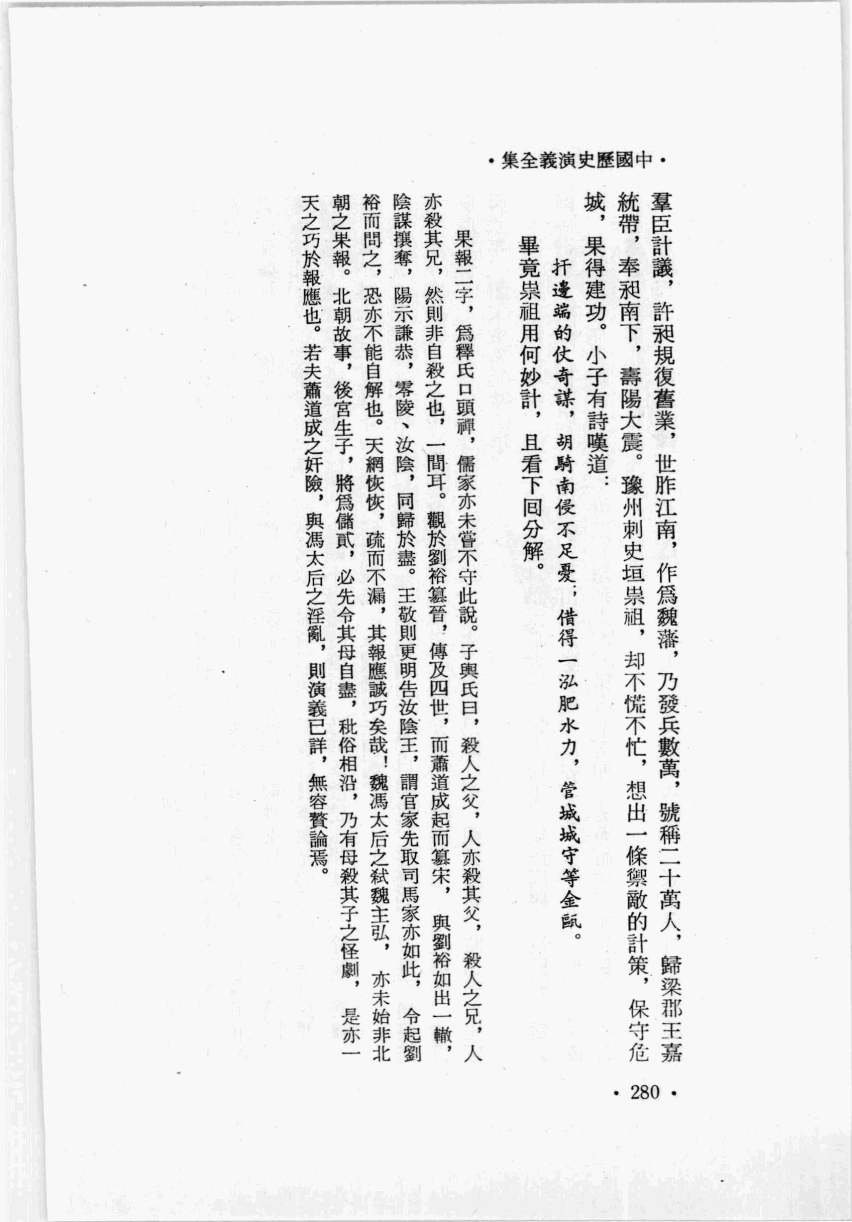 ・中國歷史演義全集・
羣臣計議，許昶規復舊業，世胙江南，作爲魏藩，乃發兵數萬，號稱二十萬人，歸梁郡王嘉
統帶，奉昶南下，壽陽大震。豫州刺史垣祟祖，却不慌不忙，想出一條禦敵的計策，保守危
城，果得建功。小子有詩嘆道：
扞邊端的仗奇謀，胡騎南侵不足憂；借得一泓肥水力，管城城守等金甌。
畢竟祟祖用何妙計，且看下回分解。
果報二字，爲釋氏口頭禪，儒家亦未嘗不守此說。子輿氏曰，殺人之父，人亦殺其父，殺人之兄，人
亦殺其兄，然則非自殺之也，一間耳。觀於劉裕篡晉，傳及四世，而蕭道成起而篡宋，與劉裕如出一轍，
陰謀攘奪，陽示謙恭，零陵、汝陰，同歸於盡。王敬則更明告汝陰王，謂官家先取司馬家亦如此，令起劉
裕而問之，恐亦不能自解也。天網恢恢，疏而不漏，其報應誠巧矣哉！魏馮太后之弒魏主弘，亦未始非北
朝之果報。北朝故事，後宮生子，將爲儲貳，必先令其母自盡，秕俗相沿，乃有母殺其子之怪劇，是亦一
天之巧於報應也。若夫蕭道成之奸險，與馮太后之淫亂，則演義已詳，無容贅論焉。
・280・